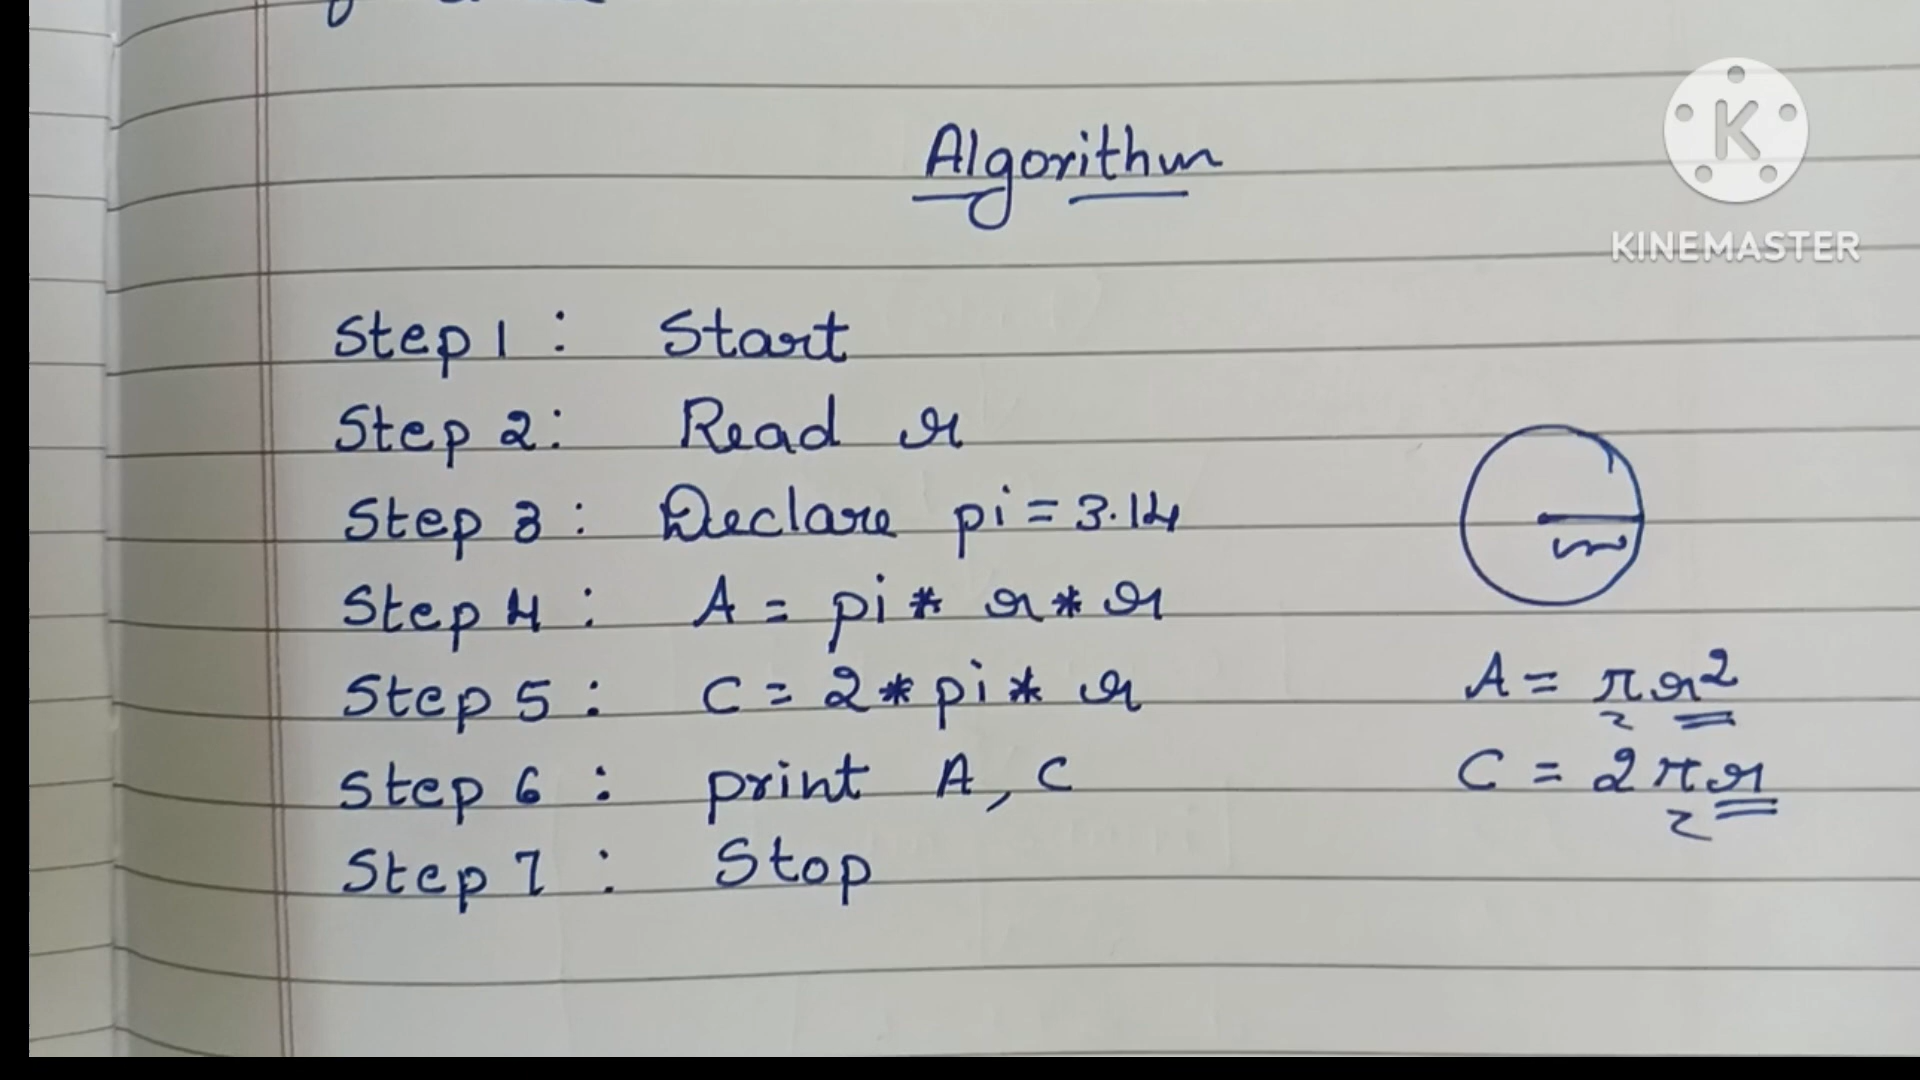 Algorithm
K
KINEMASTER
Step 1 : Start
Step 2 : Read r
Step 3 : Declare pi = 3.14
Step 4 : A = pi * r * r
Step 5 : C = 2 * pi * r
Step 6 : print A, C
Step 7 : Stop
A = πr²
C = 2πr